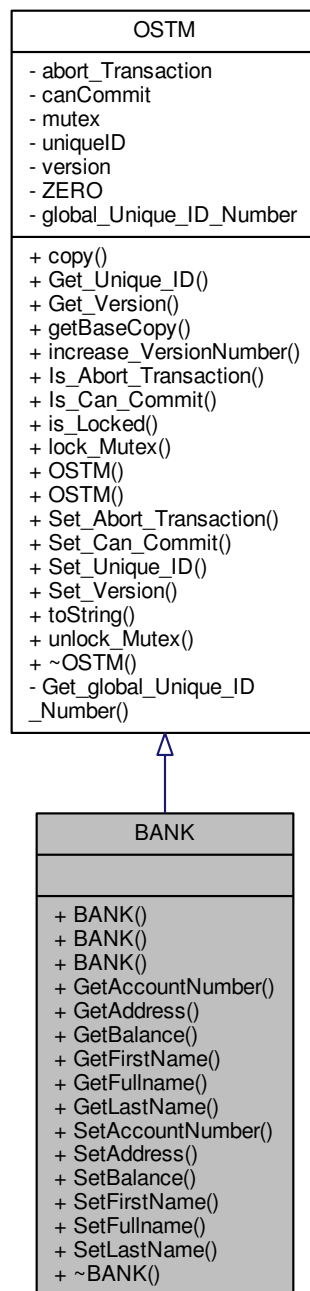 OSTM
- abort_Transaction
- canCommit
- mutex
- uniqueID
- version
- ZERO
- global_Unique_ID_Number
+ copy()
+ Get_Unique_ID()
+ Get_Version()
+ getBaseCopy()
+ increase_VersionNumber()
+ Is_Abort_Transaction()
+ Is_Can_Commit()
+ is_Locked()
+ lock_Mutex()
+ OSTM()
+ OSTM()
+ Set_Abort_Transaction()
+ Set_Can_Commit()
+ Set_Unique_ID()
+ Set_Version()
+ toString()
+ unlock_Mutex()
+ ~OSTM()
- Get_global_Unique_ID
_Number()
BANK
+ BANK()
+ BANK()
+ BANK()
+ GetAccountNumber()
+ GetAddress()
+ GetBalance()
+ GetFirstName()
+ GetFullname()
+ GetLastName()
+ SetAccountNumber()
+ SetAddress()
+ SetBalance()
+ SetFirstName()
+ SetFullname()
+ SetLastName()
+ ~BANK()